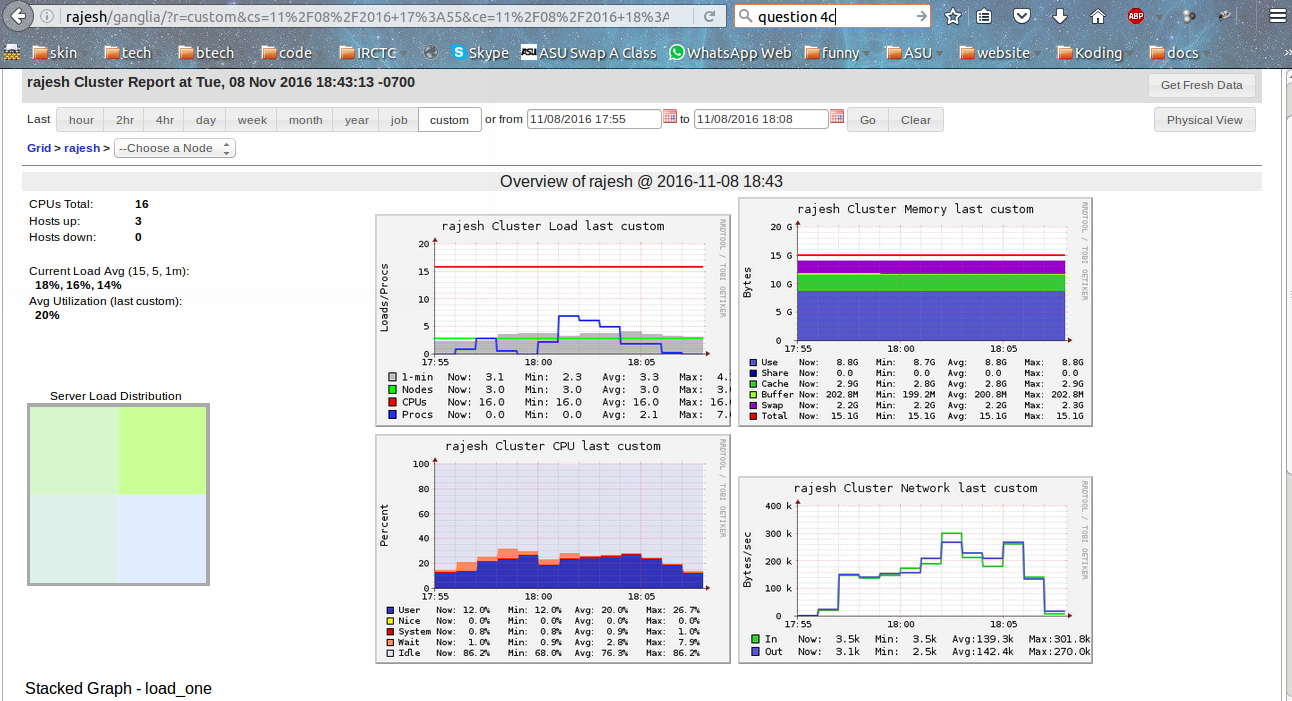 rajesh/ganglia/?r=custom&cs=11%2F08%2F2016+17%3A55&ce=11%2F08%2F2016+18%3A
question 4c
ABP
skin tech btech code IRCTC Skype ASU ASU Swap A Class WhatsApp Web funny ASU website Koding docs
rajesh Cluster Report at Tue, 08 Nov 2016 18:43:13 -0700
Get Fresh Data
Last hour 2hr 4hr day week month year job custom or from 11/08/2016 17:55 to 11/08/2016 18:08 Go Clear
Physical View
Grid > rajesh > --Choose a Node
Overview of rajesh @ 2016-11-08 18:43
CPUs Total: 16
Hosts up: 3
Hosts down: 0
Current Load Avg (15, 5, 1m):
18%, 16%, 14%
Avg Utilization (last custom):
20%
Server Load Distribution
rajesh Cluster Load last custom
RRDTOOL / TOBI OETIKER
Loads/Procs
20
15
10
5
0
17:55 18:00 18:05
1-min Now: 3.1 Min: 2.3 Avg: 3.3 Max: 4.
Nodes Now: 3.0 Min: 3.0 Avg: 3.0 Max: 3.
CPUs Now: 16.0 Min: 16.0 Avg: 16.0 Max: 16.
Procs Now: 0.0 Min: 0.0 Avg: 2.1 Max: 7.
rajesh Cluster Memory last custom
RRDTOOL / TOBI OETIKER
Bytes
20 G
15 G
10 G
5 G
0
17:55 18:00 18:05
Use Now: 8.8G Min: 8.7G Avg: 8.8G Max: 8.8G
Share Now: 0.0 Min: 0.0 Avg: 0.0 Max: 0.0
Cache Now: 2.9G Min: 2.8G Avg: 2.8G Max: 2.9G
Buffer Now: 202.8M Min: 199.2M Avg: 200.8M Max: 202.8M
Swap Now: 2.2G Min: 2.2G Avg: 2.2G Max: 2.3G
Total Now: 15.1G Min: 15.1G Avg: 15.1G Max: 15.1G
rajesh Cluster CPU last custom
RRDTOOL / TOBI OETIKER
Percent
100
80
60
40
20
0
17:55 18:00 18:05
User Now: 12.0% Min: 12.0% Avg: 20.0% Max: 26.7%
Nice Now: 0.0% Min: 0.0% Avg: 0.0% Max: 0.0%
System Now: 0.8% Min: 0.8% Avg: 0.9% Max: 1.0%
Wait Now: 1.0% Min: 0.9% Avg: 2.8% Max: 7.9%
Idle Now: 86.2% Min: 68.0% Avg: 76.3% Max: 86.2%
rajesh Cluster Network last custom
RRDTOOL / TOBI OETIKER
Bytes/sec
400 k
300 k
200 k
100 k
0
17:55 18:00 18:05
In Now: 3.5k Min: 3.5k Avg:139.3k Max:301.8k
Out Now: 3.1k Min: 2.5k Avg:142.4k Max:270.0k
Stacked Graph - load_one